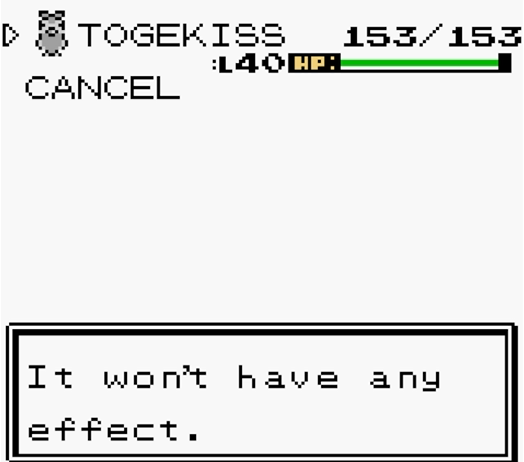 TOGEKISS 153/153
:L40 HP:
CANCEL
It won't have any
effect.